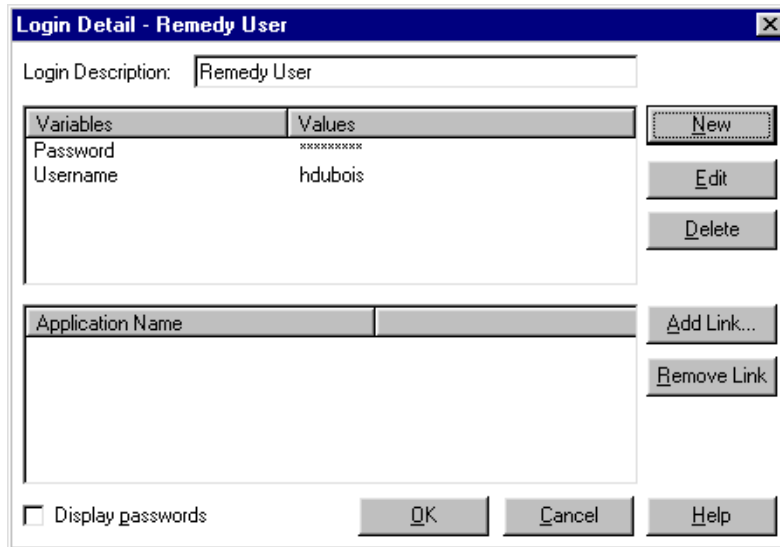 Login Detail - Remedy User
Login Description: Remedy User
Variables Values
New
Password *********
Username hdubois
Edit
Delete
Application Name
Add Link...
Remove Link
Display passwords
OK Cancel Help